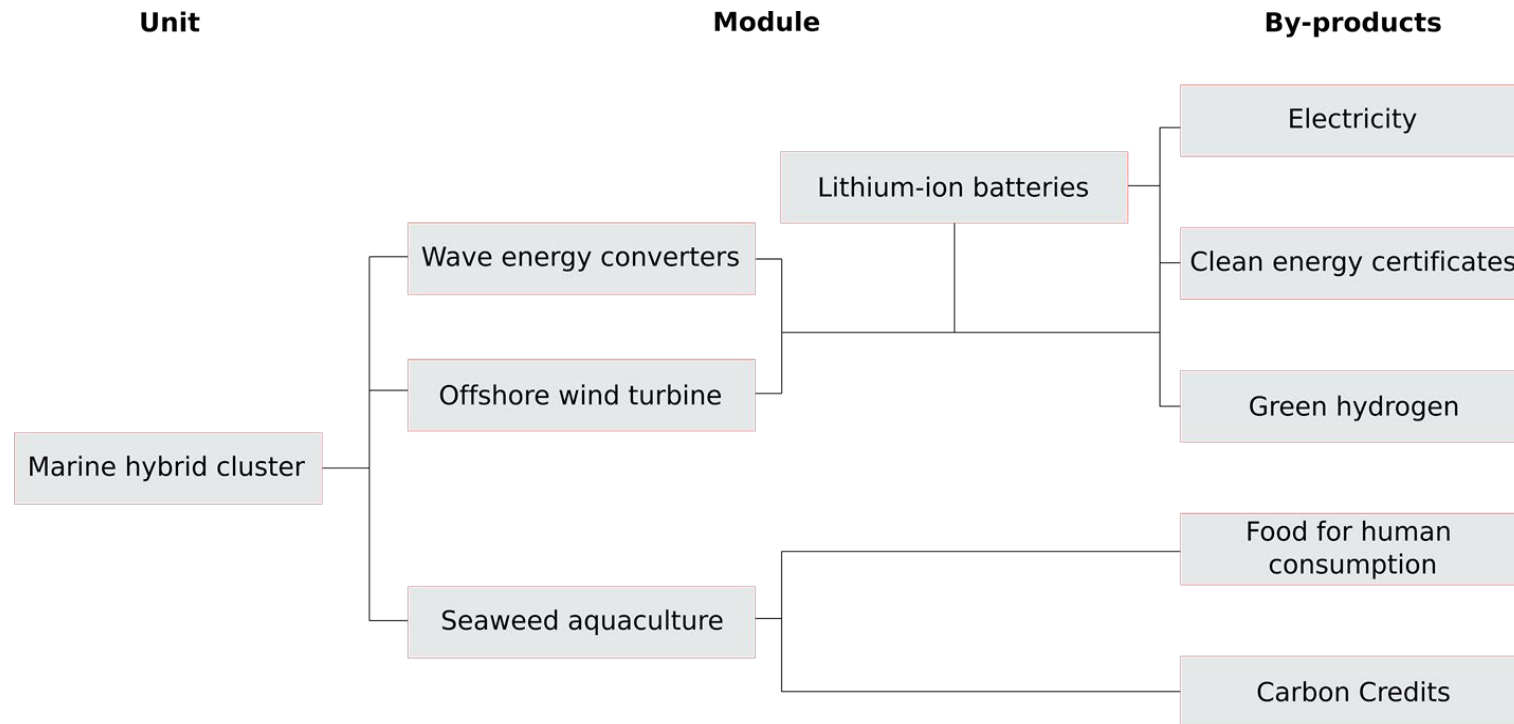 Unit
Module
By-products
Electricity
Lithium-ion batteries
Wave energy converters
Clean energy certificates
Offshore wind turbine
Green hydrogen
Marine hybrid cluster
Food for human
consumption
Seaweed aquaculture
Carbon Credits